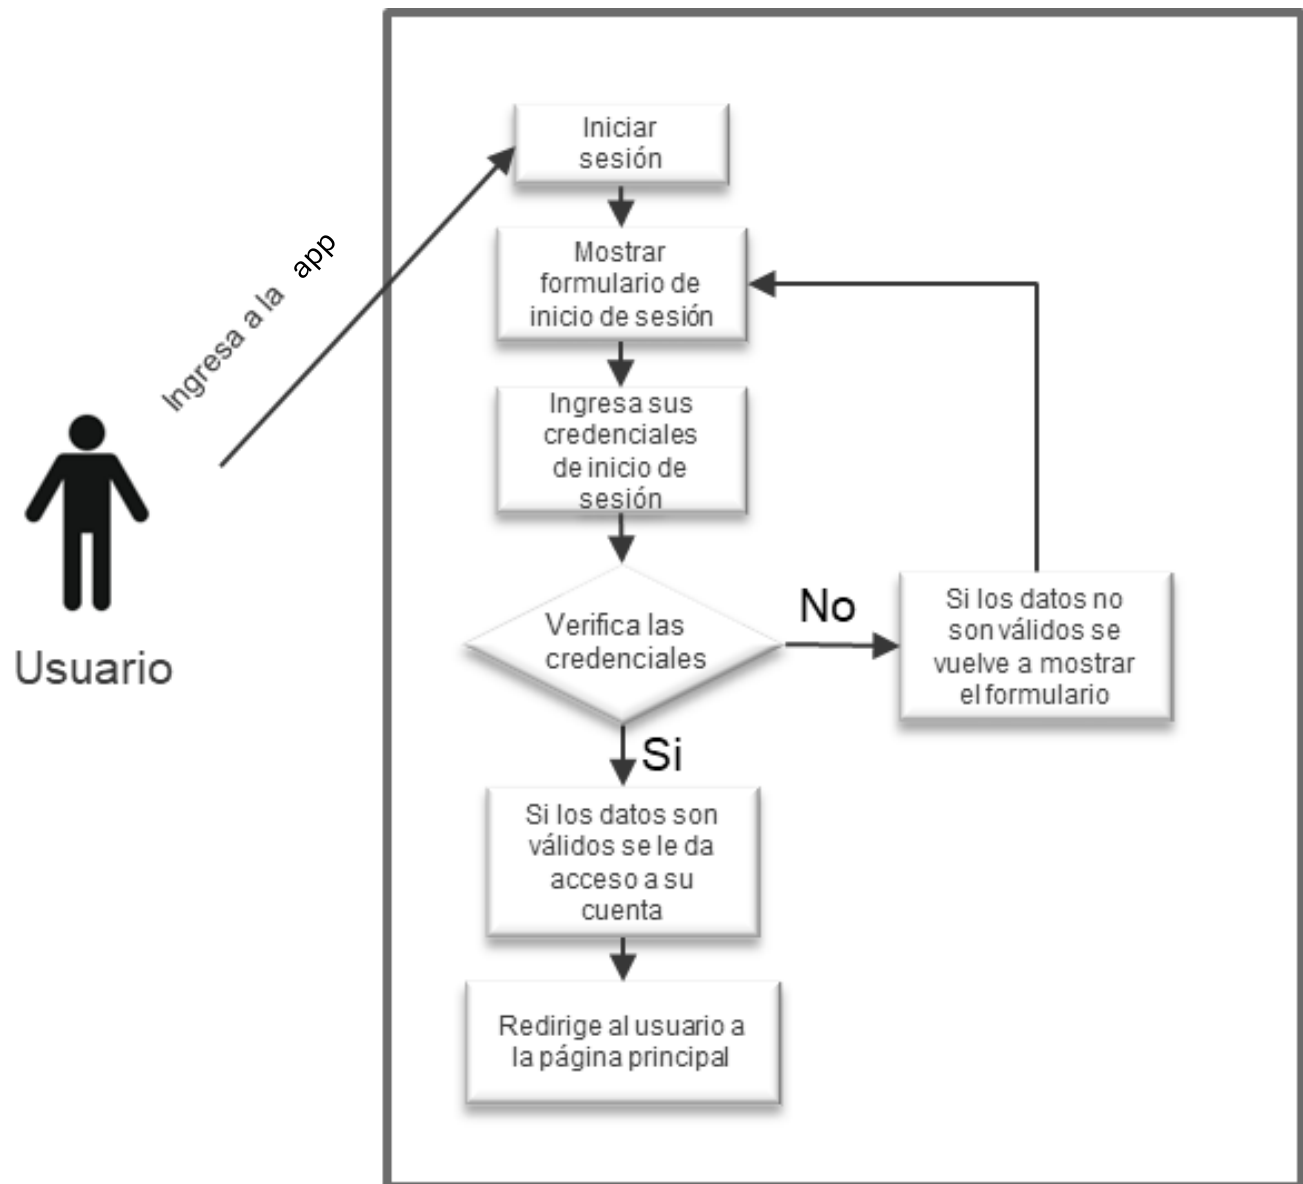 Iniciar
sesión
Mostrar
formulario de
inicio de sesión
Ingresa a la app
Ingresa sus
credenciales
de inicio de
sesión
Usuario
Verifica las
credenciales
No
Si los datos no
son válidos se
vuelve a mostrar
el formulario
Si
Si los datos son
válidos se le da
acceso a su
cuenta
Redirige al usuario a
la página principal